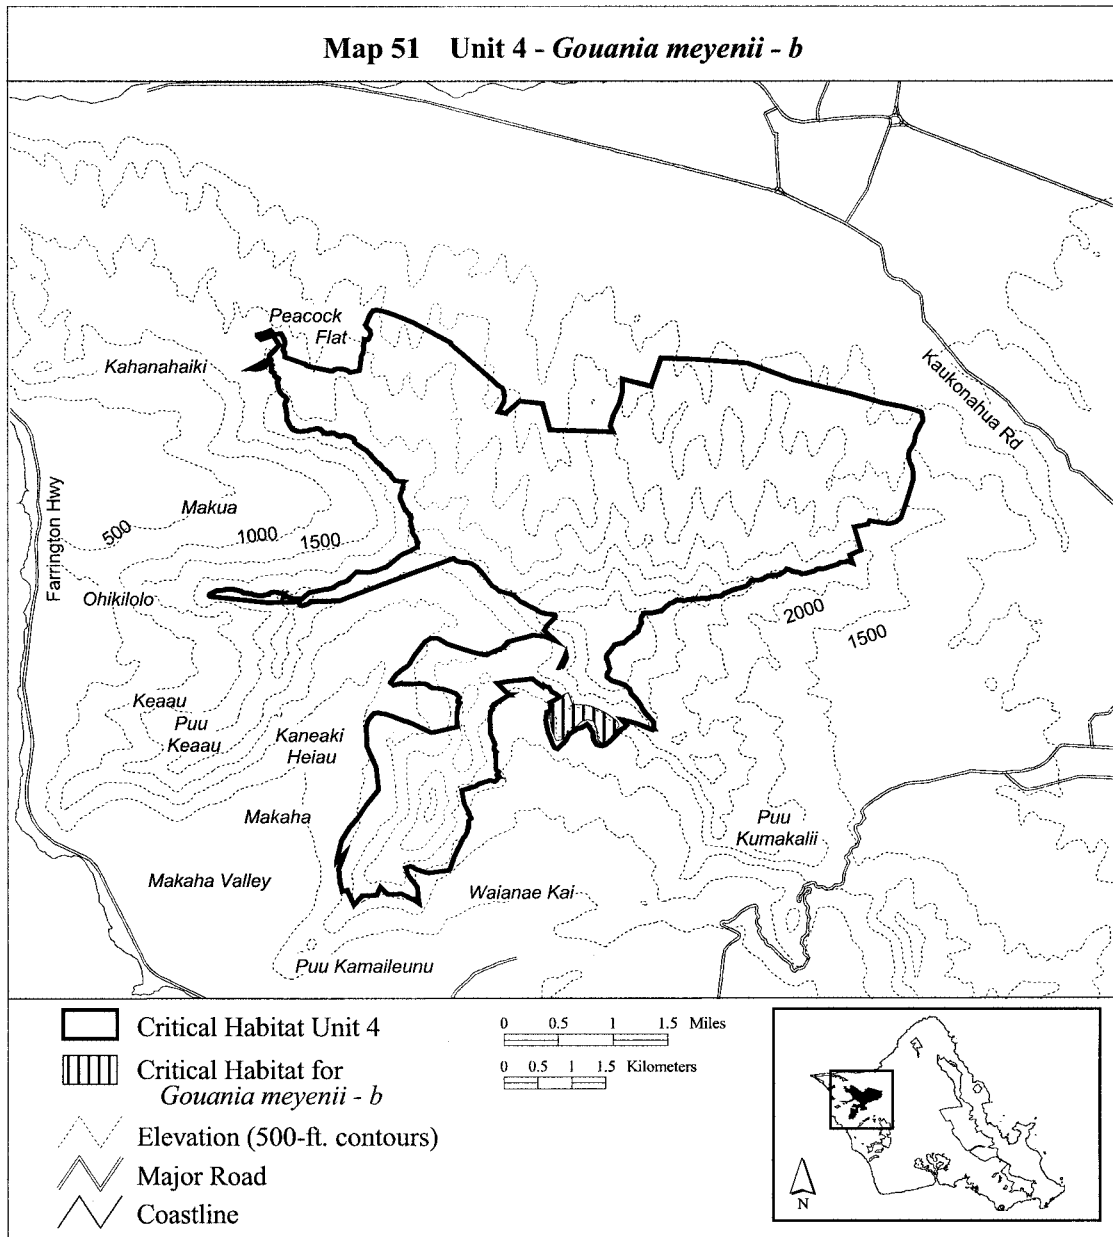 Map 51 Unit 4 - Gouania meyenii - b
Peacock
Flat
Kahanahaiki
Kaukonahua Rd
Farrington Hwy
Makua
500
1000
1500
Ohikilolo
2000
1500
Keaau
Puu
Keaau
Kaneaki
Heiau
Makaha
Puu
Kumakalii
Makaha Valley
Waianae Kai
Puu Kamaileunu
Critical Habitat Unit 4
Critical Habitat for
Gouania meyenii - b
Elevation (500-ft. contours)
Major Road
Coastline
0 0.5 1 1.5 Miles
0 0.5 1 1.5 Kilometers
N